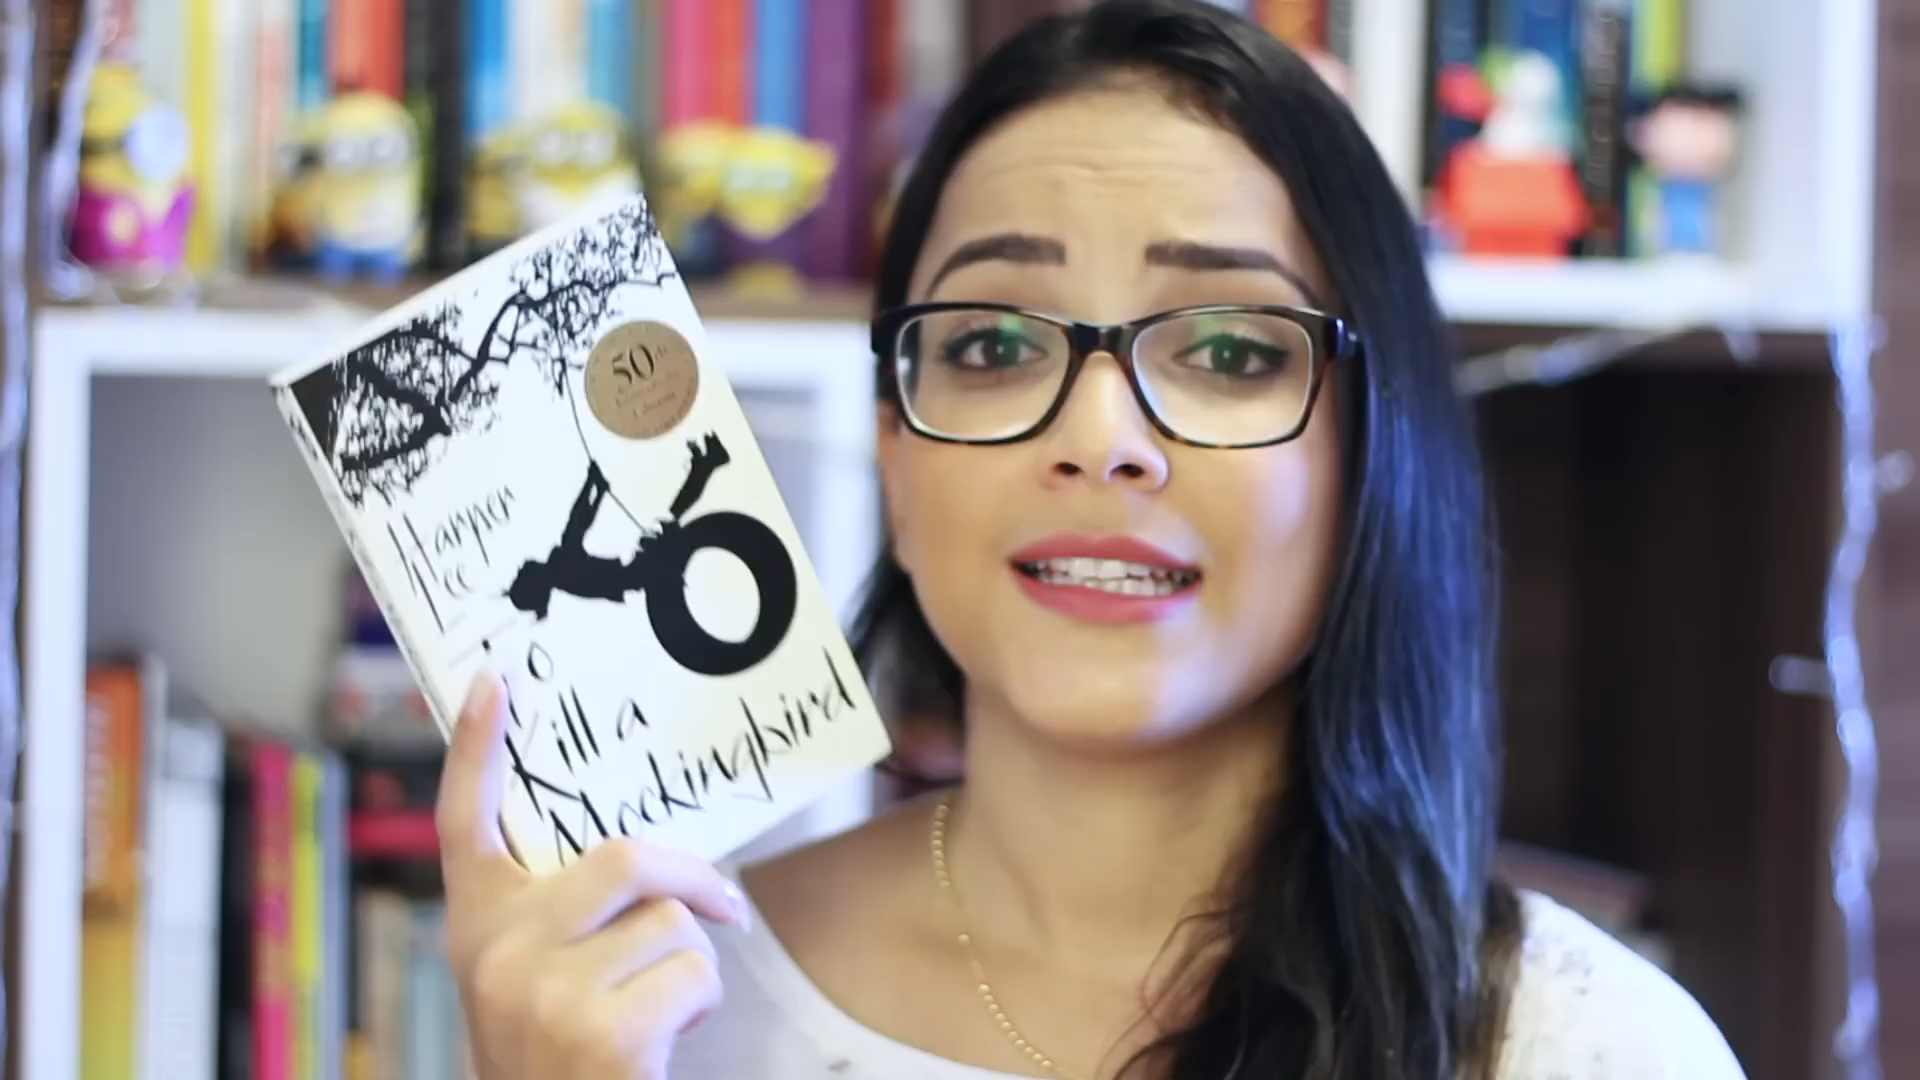 50th
Harper
Lee
To
Kill a
Mockingbird